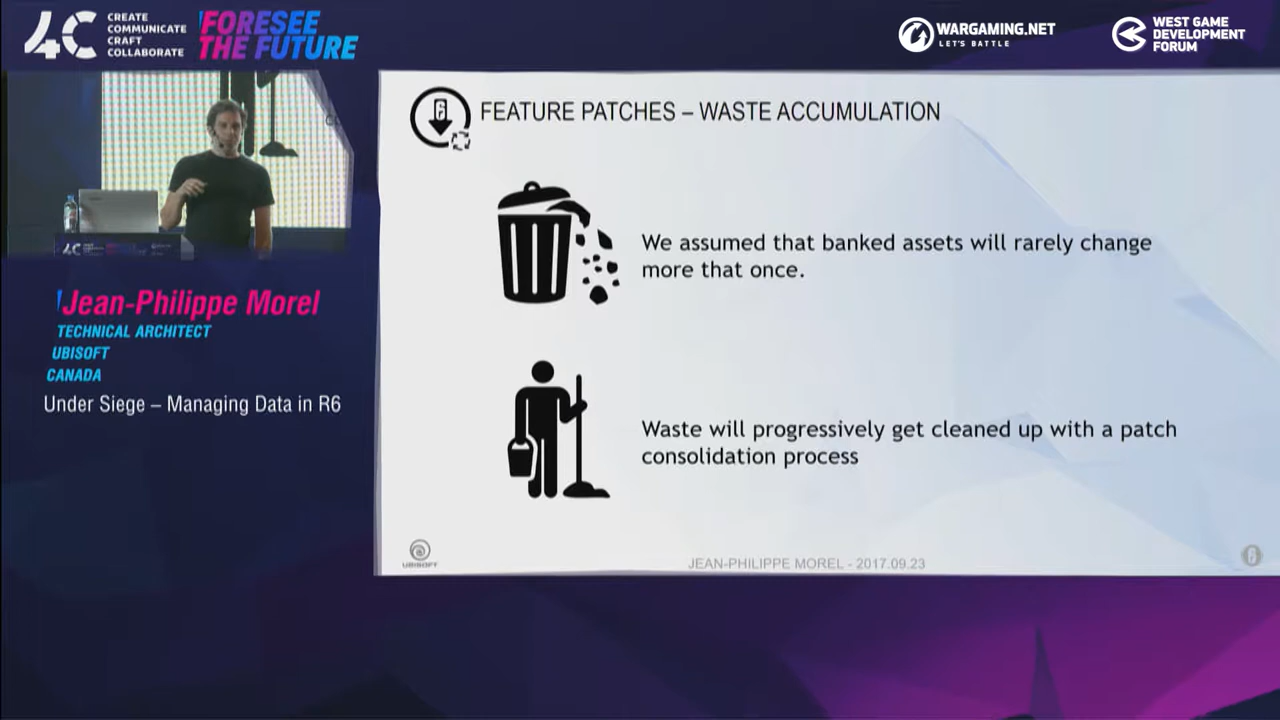 4C
CREATE
COMMUNICATE
CRAFT
COLLABORATE
FORESEE
THE FUTURE
WARGAMING.NET
LET'S BATTLE
WEST GAME
DEVELOPMENT
FORUM
FEATURE PATCHES – WASTE ACCUMULATION
We assumed that banked assets will rarely change
more that once.
Jean-Philippe Morel
TECHNICAL ARCHITECT
UBISOFT
CANADA
Under Siege – Managing Data in R6
Waste will progressively get cleaned up with a patch
consolidation process
UBISOFT
JEAN-PHILIPPE MOREL - 2017.09.23
6
4C